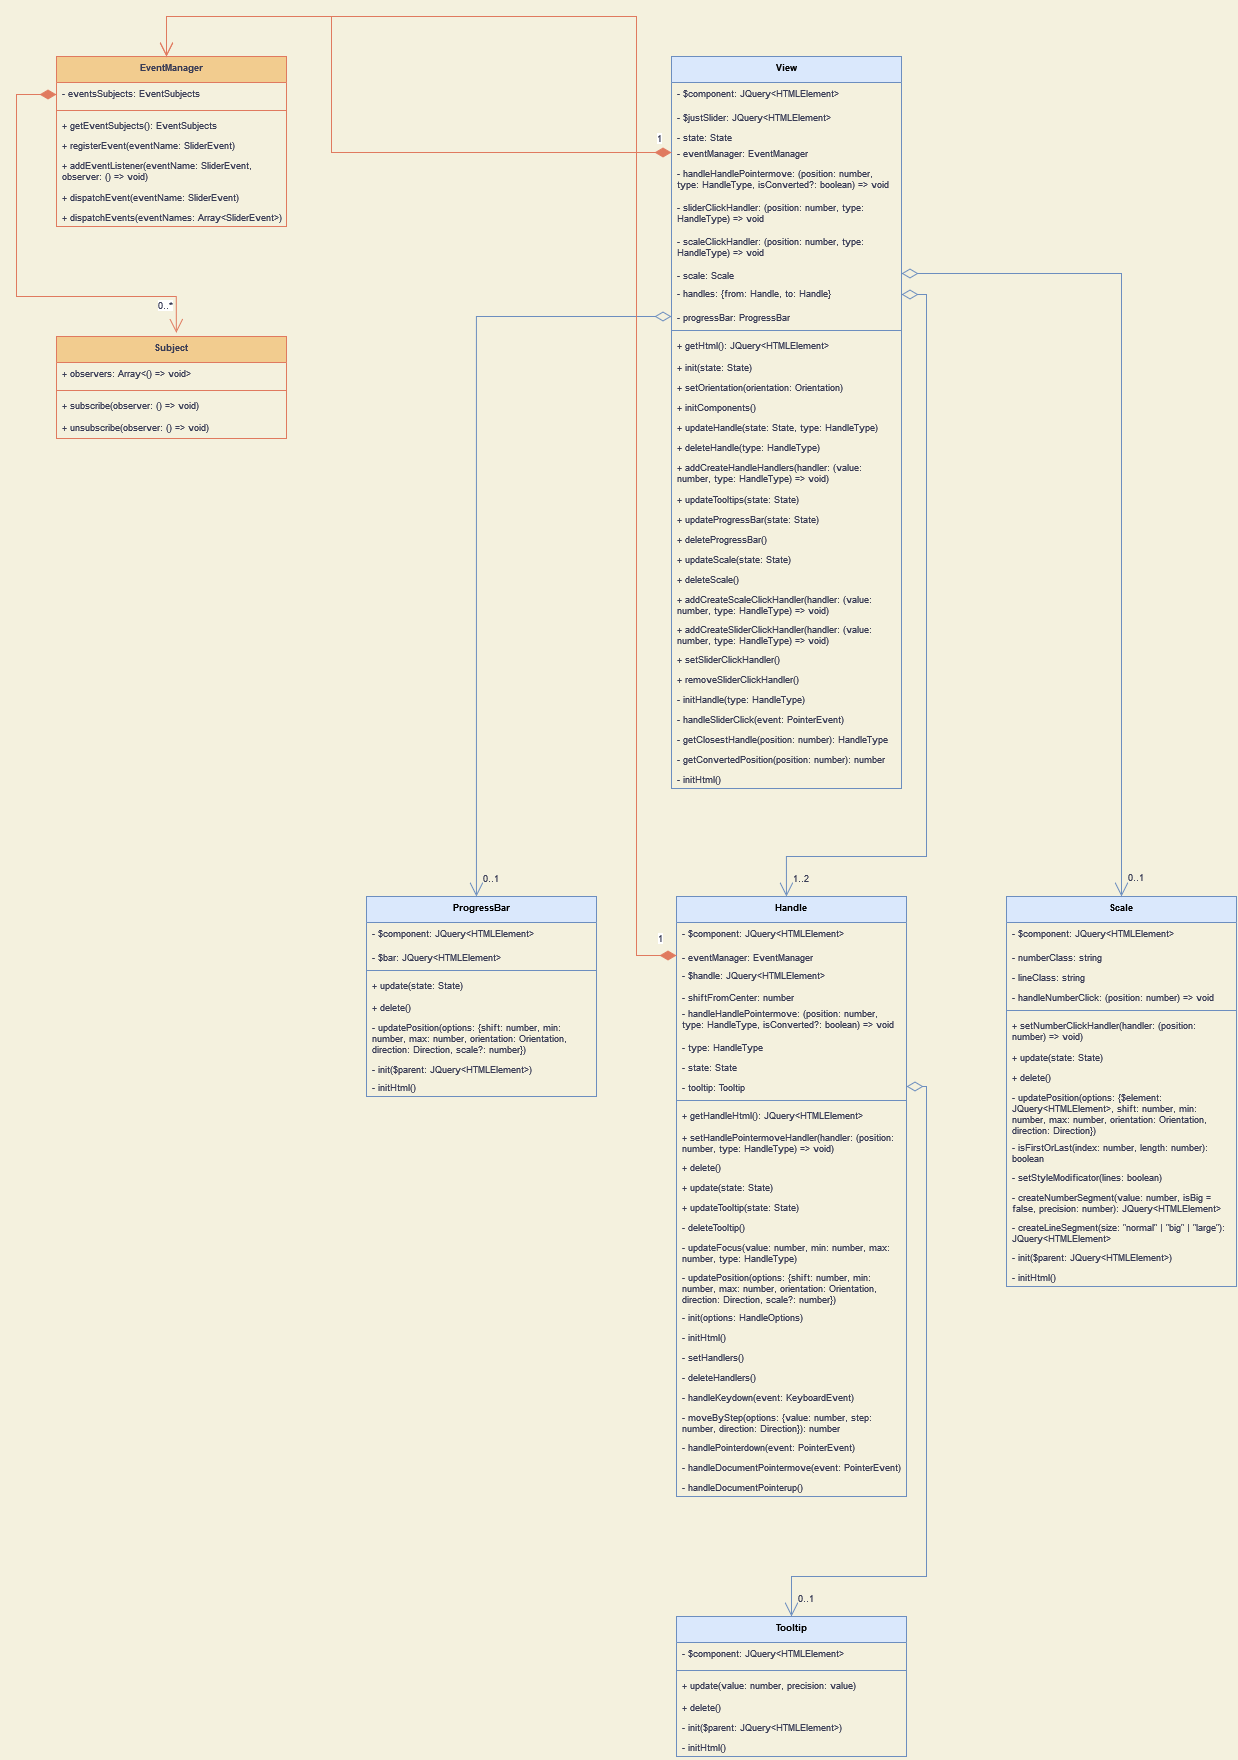 EventManager
- eventsSubjects: EventSubjects
+ getEventSubjects(): EventSubjects
+ registerEvent(eventName: SliderEvent)
+ addEventListener(eventName: SliderEvent,
observer: () => void)
+ dispatchEvent(eventName: SliderEvent)
+ dispatchEvents(eventNames: Array<SliderEvent>)
0..*
Subject
+ observers: Array<() => void>
+ subscribe(observer: () => void)
+ unsubscribe(observer: () => void)
1
View
- $component: JQuery<HTMLElement>
- $justSlider: JQuery<HTMLElement>
- state: State
- eventManager: EventManager
- handleHandlePointermove: (position: number,
type: HandleType, isConverted?: boolean) => void
- sliderClickHandler: (position: number, type:
HandleType) => void
- scaleClickHandler: (position: number, type:
HandleType) => void
- scale: Scale
- handles: {from: Handle, to: Handle}
- progressBar: ProgressBar
+ getHtml(): JQuery<HTMLElement>
+ init(state: State)
+ setOrientation(orientation: Orientation)
+ initComponents()
+ updateHandle(state: State, type: HandleType)
+ deleteHandle(type: HandleType)
+ addCreateHandleHandlers(handler: (value:
number, type: HandleType) => void)
+ updateTooltips(state: State)
+ updateProgressBar(state: State)
+ deleteProgressBar()
+ updateScale(state: State)
+ deleteScale()
+ addCreateScaleClickHandler(handler: (value:
number, type: HandleType) => void)
+ addCreateSliderClickHandler(handler: (value:
number, type: HandleType) => void)
+ setSliderClickHandler()
+ removeSliderClickHandler()
- initHandle(type: HandleType)
- handleSliderClick(event: PointerEvent)
- getClosestHandle(position: number): HandleType
- getConvertedPosition(position: number): number
- initHtml()
0..1
ProgressBar
- $component: JQuery<HTMLElement>
- $bar: JQuery<HTMLElement>
+ update(state: State)
+ delete()
- updatePosition(options: {shift: number, min:
number, max: number, orientation: Orientation,
direction: Direction, scale?: number})
- init($parent: JQuery<HTMLElement>)
- initHtml()
1..2
1
Handle
- $component: JQuery<HTMLElement>
- eventManager: EventManager
- $handle: JQuery<HTMLElement>
- shiftFromCenter: number
- handleHandlePointermove: (position: number,
type: HandleType, isConverted?: boolean) => void
- type: HandleType
- state: State
- tooltip: Tooltip
+ getHandleHtml(): JQuery<HTMLElement>
+ setHandlePointermoveHandler(handler: (position:
number, type: HandleType) => void)
+ delete()
+ update(state: State)
+ updateTooltip(state: State)
- deleteTooltip()
- updateFocus(value: number, min: number, max:
number, type: HandleType)
- updatePosition(options: {shift: number, min:
number, max: number, orientation: Orientation,
direction: Direction, scale?: number})
- init(options: HandleOptions)
- initHtml()
- setHandlers()
- deleteHandlers()
- handleKeydown(event: KeyboardEvent)
- moveByStep(options: {value: number, step:
number, direction: Direction}): number
- handlePointerdown(event: PointerEvent)
- handleDocumentPointermove(event: PointerEvent)
- handleDocumentPointerup()
0..1
Scale
- $component: JQuery<HTMLElement>
- numberClass: string
- lineClass: string
- handleNumberClick: (position: number) => void
+ setNumberClickHandler(handler: (position:
number) => void)
+ update(state: State)
+ delete()
- updatePosition(options: {$element:
JQuery<HTMLElement>, shift: number, min:
number, max: number, orientation: Orientation,
direction: Direction})
- isFirstOrLast(index: number, length: number):
boolean
- setStyleModificator(lines: boolean)
- createNumberSegment(value: number, isBig =
false, precision: number): JQuery<HTMLElement>
- createLineSegment(size: "normal" | "big" | "large"):
JQuery<HTMLElement>
- init($parent: JQuery<HTMLElement>)
- initHtml()
0..1
Tooltip
- $component: JQuery<HTMLElement>
+ update(value: number, precision: value)
+ delete()
- init($parent: JQuery<HTMLElement>)
- initHtml()